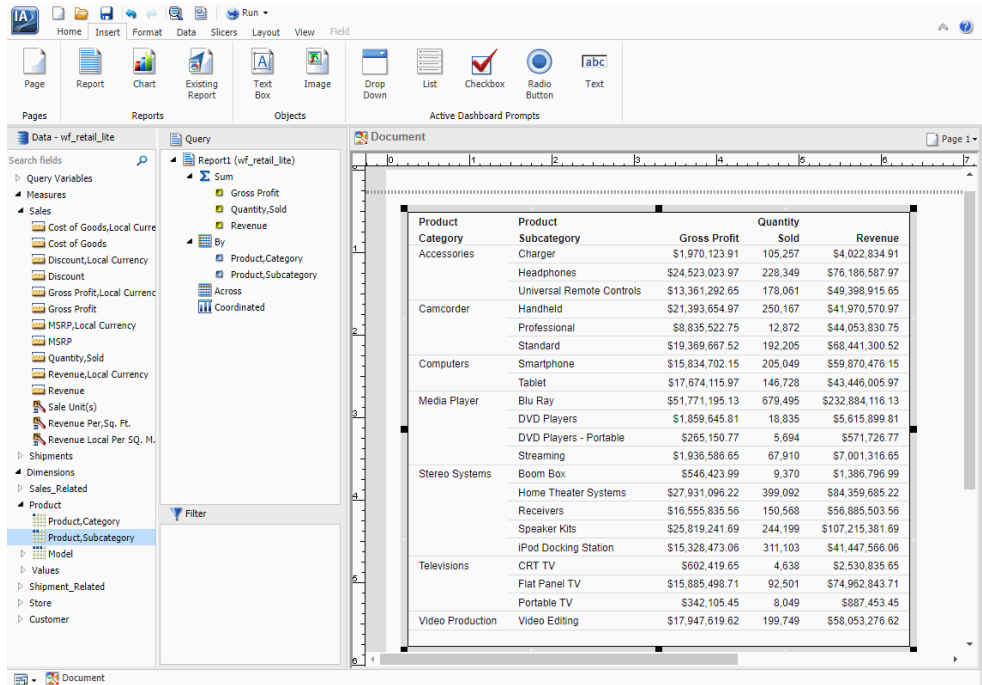 IA
Run
Home Insert Format Data Slicers Layout View Field
Page Report Chart Existing Report Text Box Image Drop Down List Checkbox Radio Button abc Text
Pages Reports Objects Active Dashboard Prompts
Data - wf_retail_lite
Search fields
Query Variables
Measures
Sales
Cost of Goods,Local Curre
Cost of Goods
Discount,Local Currency
Discount
Gross Profit,Local Currenc
Gross Profit
MSRP,Local Currency
MSRP
Quantity,Sold
Revenue,Local Currency
Revenue
Sale Unit(s)
Revenue Per,Sq. Ft.
Revenue Local Per SQ. M.
Shipments
Dimensions
Sales_Related
Product
Product,Category
Product,Subcategory
Model
Values
Shipment_Related
Store
Customer
Query
Report1 (wf_retail_lite)
Sum
Gross Profit
Quantity,Sold
Revenue
By
Product,Category
Product,Subcategory
Across
Coordinated
Filter
Document Page 1
0 1 2 3 4 5 6 7
1
2
3
4
5
6
Product Product Quantity
Category Subcategory Gross Profit Sold Revenue
Accessories Charger $1,970,123.91 105,257 $4,022,834.91
Headphones $24,523,023.97 228,349 $76,186,587.97
Universal Remote Controls $13,361,292.65 178,061 $49,398,915.65
Camcorder Handheld $21,393,654.97 250,167 $41,970,570.97
Professional $8,835,522.75 12,872 $44,053,830.75
Standard $19,369,667.52 192,205 $68,441,300.52
Computers Smartphone $15,834,702.15 205,049 $59,870,476.15
Tablet $17,674,115.97 146,728 $43,446,005.97
Media Player Blu Ray $51,771,195.13 679,495 $232,884,116.13
DVD Players $1,859,645.81 18,835 $5,615,899.81
DVD Players - Portable $265,150.77 5,694 $571,726.77
Streaming $1,936,586.65 67,910 $7,001,316.65
Stereo Systems Boom Box $546,423.99 9,370 $1,386,796.99
Home Theater Systems $27,931,096.22 399,092 $84,359,685.22
Receivers $16,555,835.56 150,568 $56,885,503.56
Speaker Kits $25,819,241.69 244,199 $107,215,381.69
iPod Docking Station $15,328,473.06 311,103 $41,447,566.06
Televisions CRT TV $602,419.65 4,638 $2,530,835.65
Flat Panel TV $15,885,498.71 92,501 $74,962,843.71
Portable TV $342,105.45 8,049 $887,453.45
Video Production Video Editing $17,947,619.62 199,749 $58,053,276.62
Document